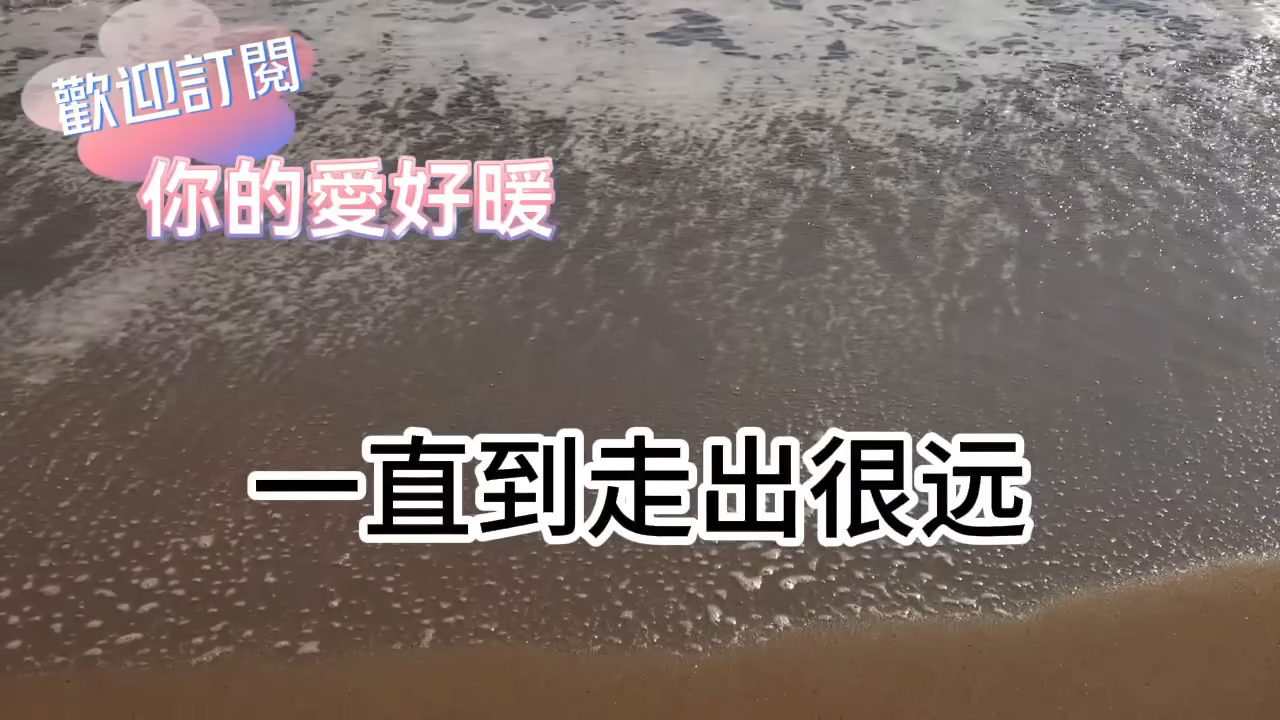 歡迎訂閱
你的愛好暖
一直到走出很远